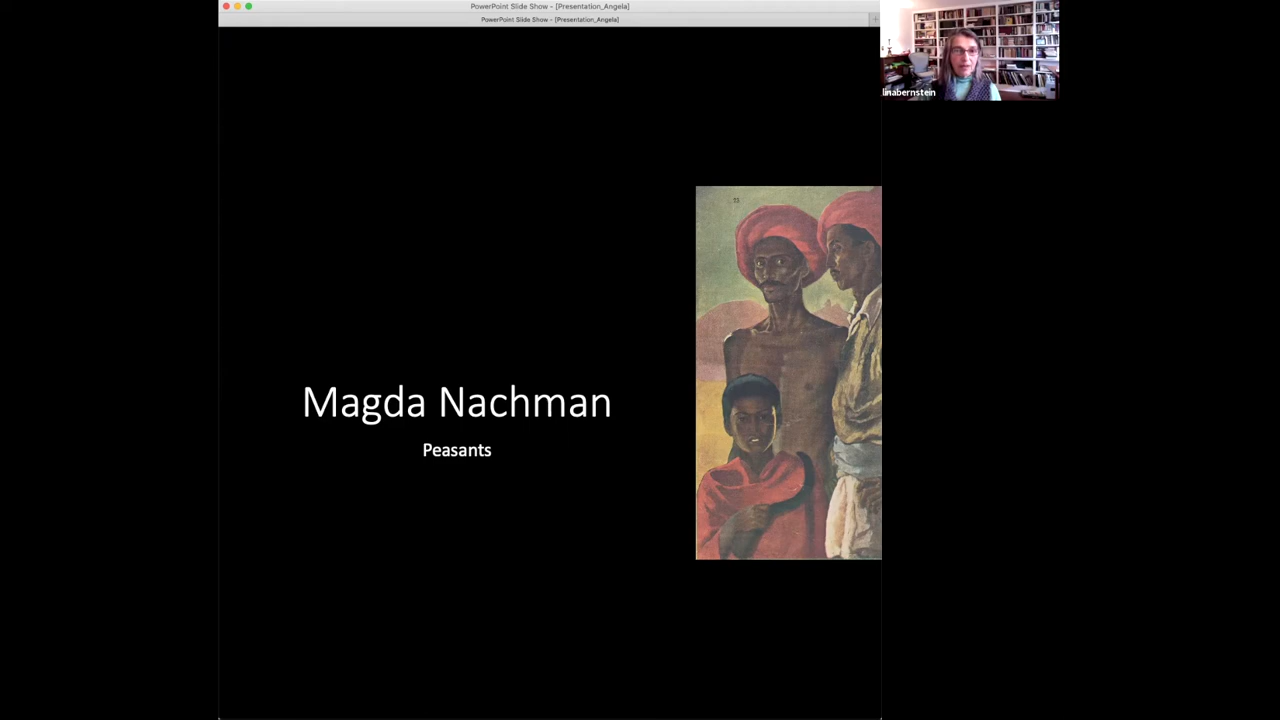 PowerPoint Slide Show - [Presentation_Angela]
PowerPoint Slide Show - [Presentation_Angela]
linabernstein
Magda Nachman
Peasants